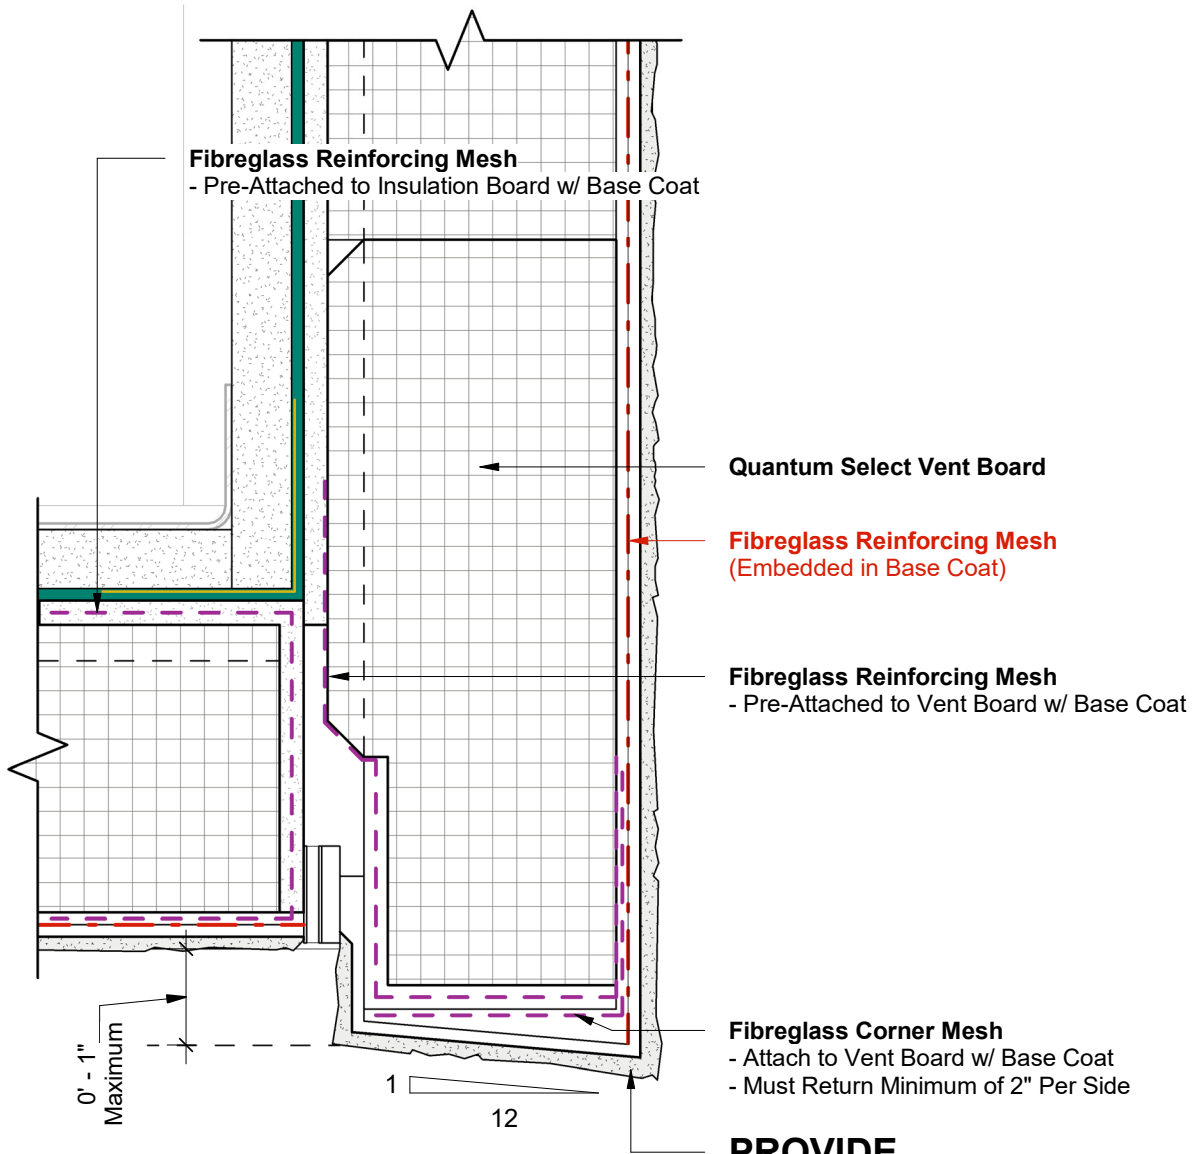 Fibreglass Reinforcing Mesh
- Pre-Attached to Insulation Board w/ Base Coat
Quantum Select Vent Board
Fibreglass Reinforcing Mesh
(Embedded in Base Coat)
Fibreglass Reinforcing Mesh
- Pre-Attached to Vent Board w/ Base Coat
Fibreglass Corner Mesh
- Attach to Vent Board w/ Base Coat
- Must Return Minimum of 2" Per Side
0' - 1"
Maximum
1
12
PROVIDE